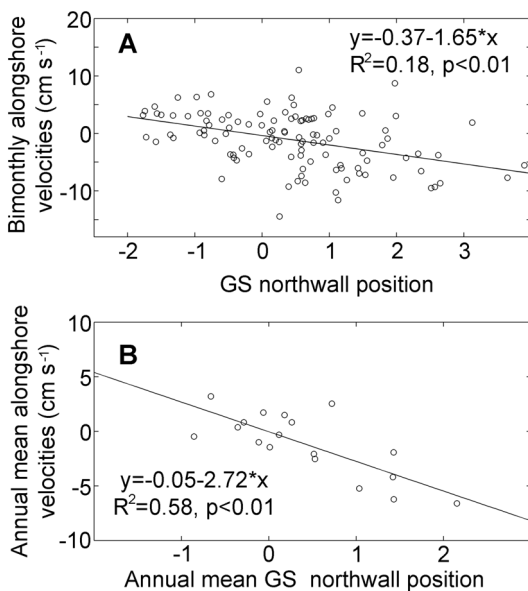 A
y=-0.37-1.65*x
R²=0.18, p<0.01
Bimonthly alongshore
velocities (cm s⁻¹)
20
10
0
-10
-2
-1
0
1
2
3
GS northwall position
B
y=-0.05-2.72*x
R²=0.58, p<0.01
Annual mean alongshore
velocities (cm s⁻¹)
10
5
0
-5
-10
-1
0
1
2
Annual mean GS northwall position